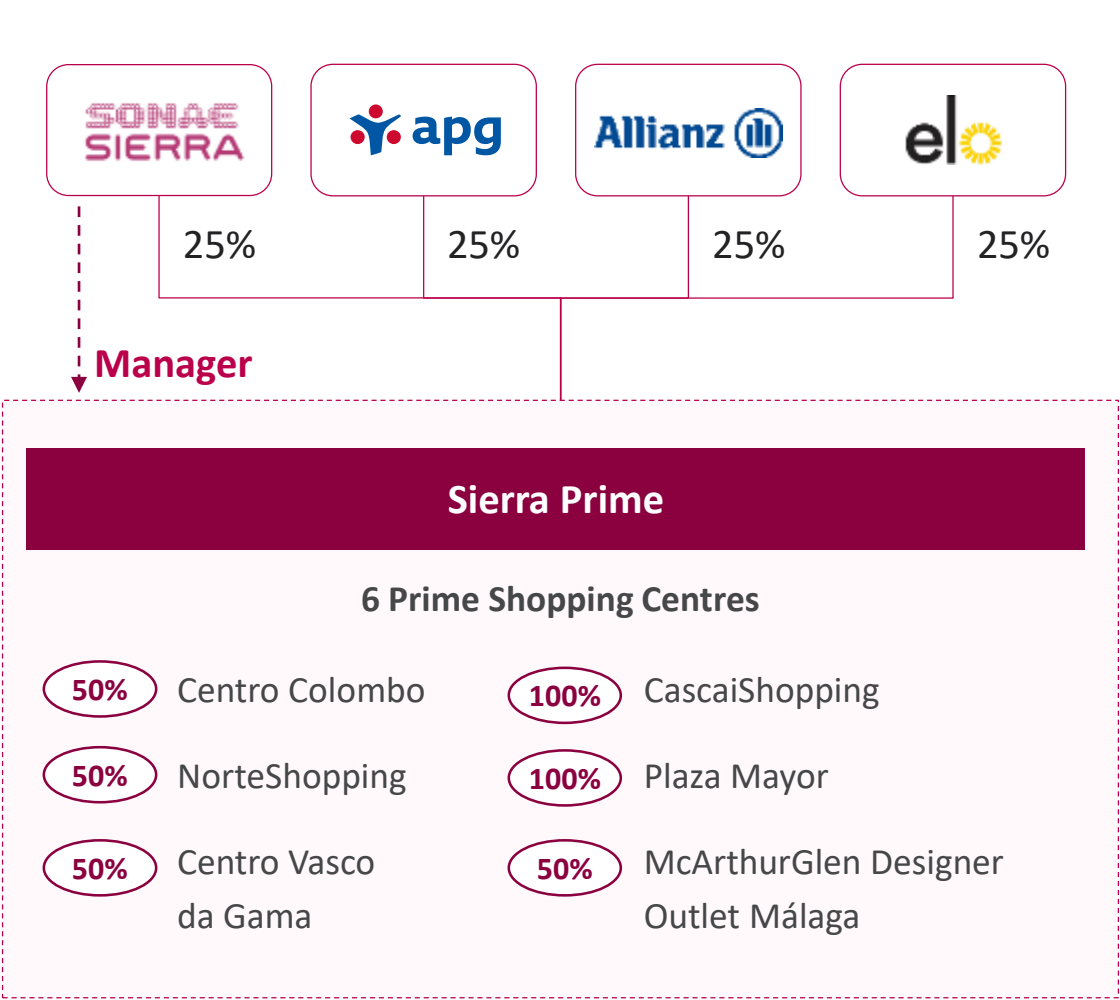 SONAE
SIERRA
apg
Allianz
elo
25%
25%
25%
25%
Manager
Sierra Prime
6 Prime Shopping Centres
50% Centro Colombo
100% CascaiShopping
50% NorteShopping
100% Plaza Mayor
50% Centro Vasco
da Gama
50% McArthurGlen Designer
Outlet Málaga